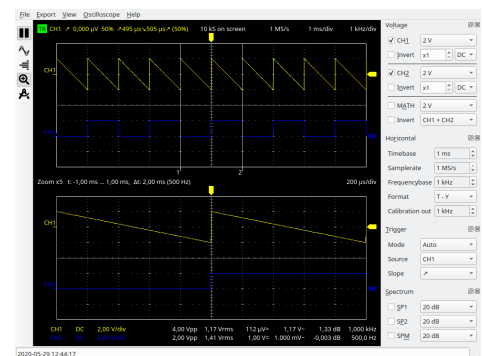 File Export View Oscilloscope Help
TR CH1 ↗ 0,000 µV 50% ↗495 µs↘505 µs↗ (50%) 10 kS on screen 1 MS/s 1 ms/div 1 kHz/div
CH1
CH2
1 2
Zoom x5 t: -1,00 ms ... 1,00 ms, Δt: 2,00 ms (500 Hz) 200 µs/div
CH1
CH1 DC 2,00 V/div 4,00 Vpp 1,17 Vrms 112 µV= 1,17 V~ 1,33 dB 1,000 kHz
2,00 Vpp 1,41 Vrms 1,00 V= 1.000 mV~ -0,003 dB 500,0 Hz
Voltage
CH1 2 V
Invert x1 DC
CH2 2 V
Invert x1 DC
MATH 2 V
Invert CH1 + CH2
Horizontal
Timebase 1 ms
Samplerate 1 MS/s
Frequencybase 1 kHz
Format T - Y
Calibration out 1 kHz
Trigger
Mode Auto
Source CH1
Slope ↗
Spectrum
SP1 20 dB
SP2 20 dB
SPM 20 dB
2020-05-29 12:44:17